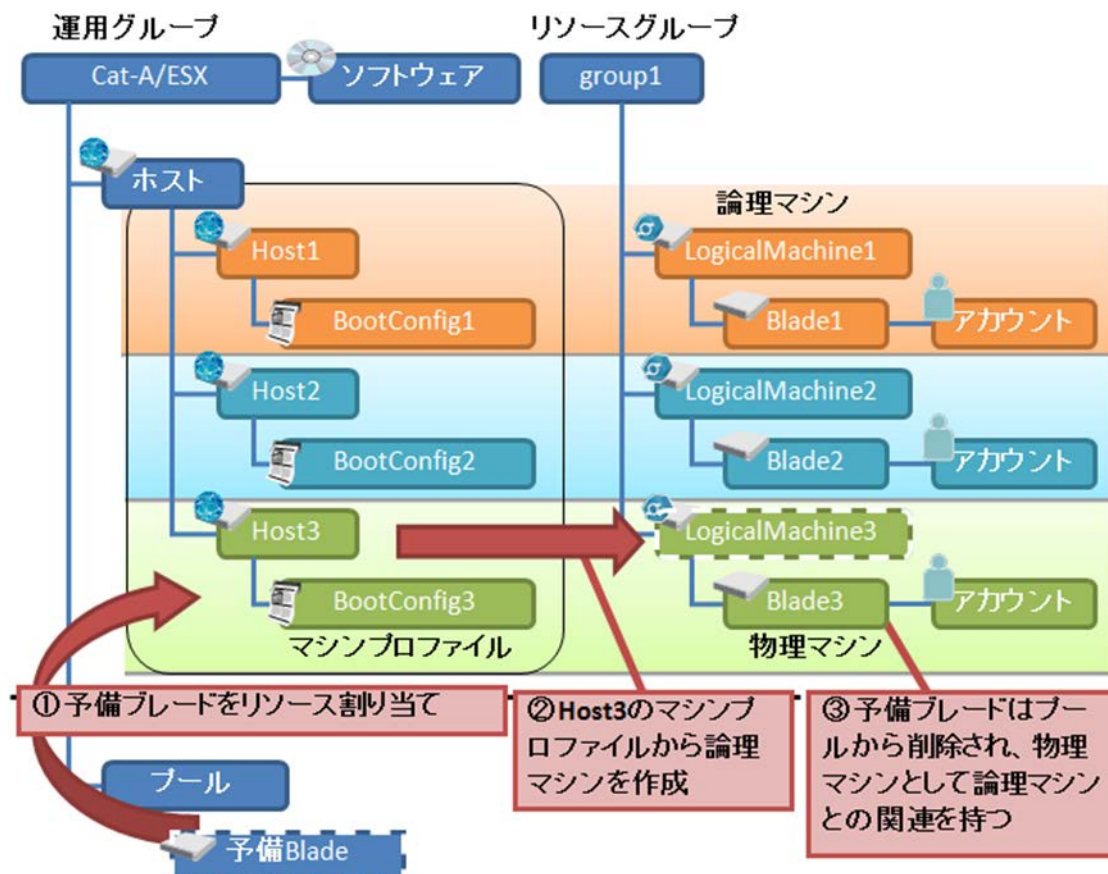 運用グループ
リソースグループ
Cat-A/ESX
ソフトウェア
group1
ホスト
論理マシン
Host1
LogicalMachine1
BootConfig1
Blade1
アカウント
Host2
LogicalMachine2
BootConfig2
Blade2
アカウント
Host3
LogicalMachine3
BootConfig3
Blade3
アカウント
マシンプロファイル
物理マシン
①予備ブレードをリソース割り当て
②Host3のマシンプ
ロファイルから論理
マシンを作成
③予備ブレードはプー
ルから削除され、物理
マシンとして論理マシン
との関連を持つ
プール
予備Blade